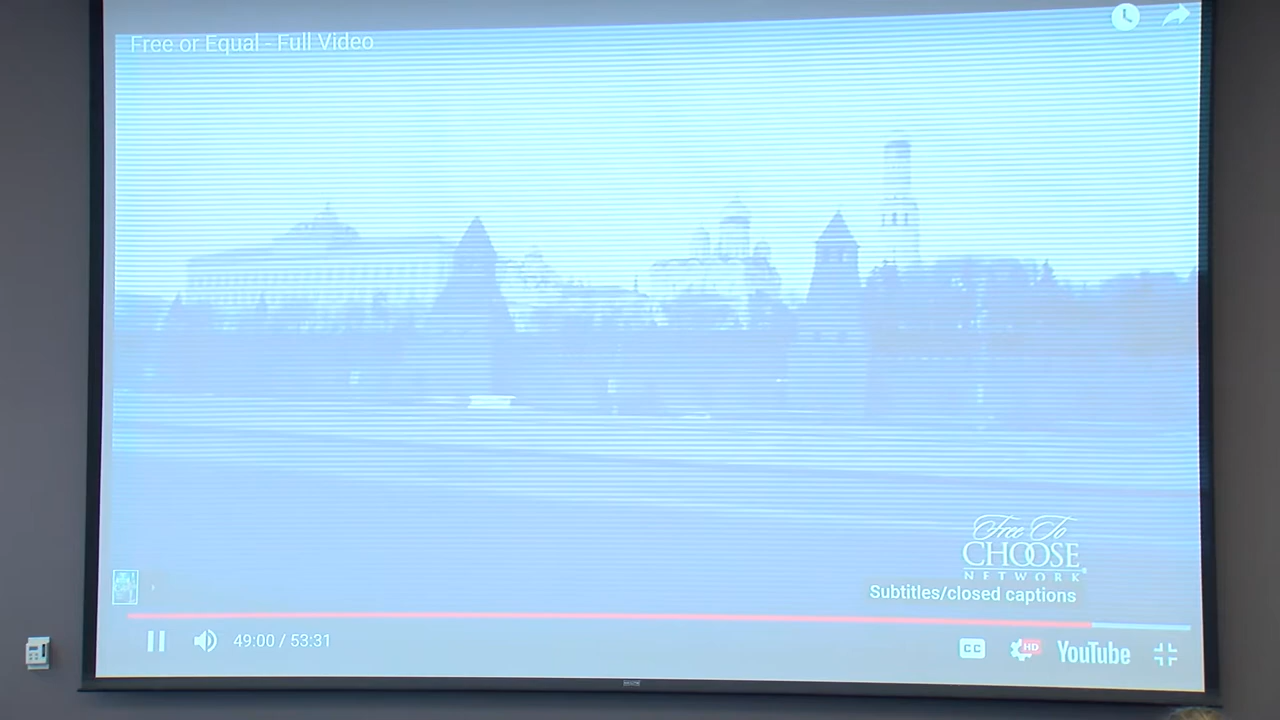 Free or Equal - Full Video
Free To
CHOOSE
NETWORK
Subtitles/closed captions
49:00 / 53:31
CC
HD
YouTube